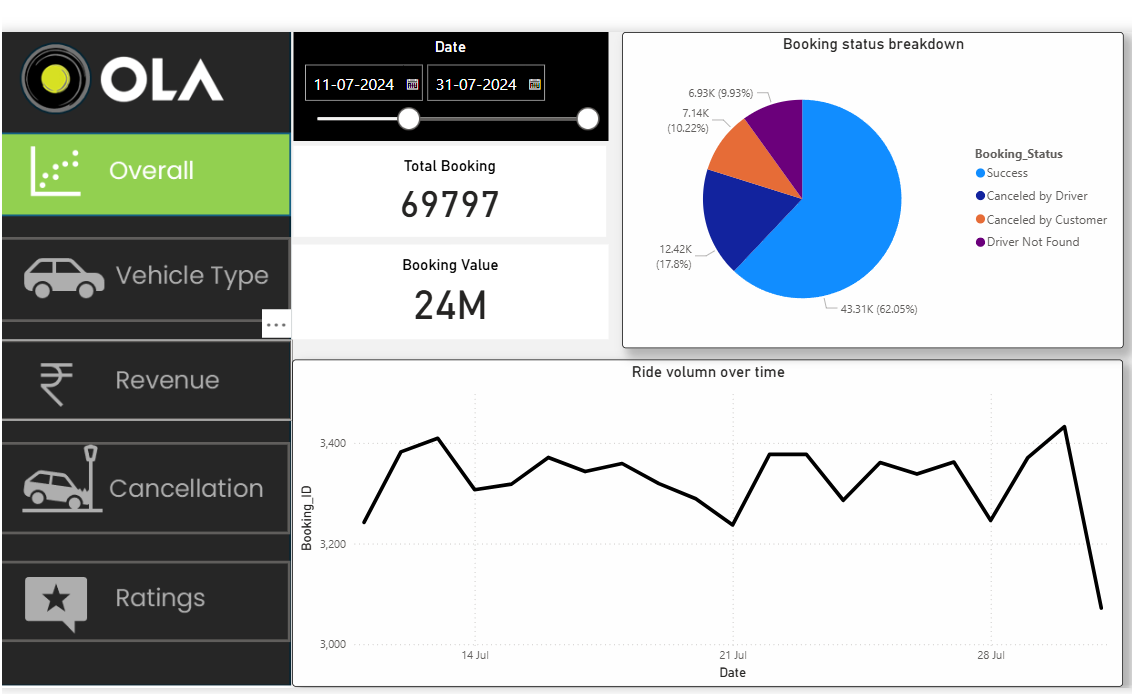 OLA
Overall
Vehicle Type
Revenue
Cancellation
Ratings
Date
11-07-2024
31-07-2024
Total Booking
69797
Booking Value
24M
Booking status breakdown
6.93K (9.93%)
7.14K
(10.22%)
12.42K
(17.8%)
43.31K (62.05%)
Booking_Status
Success
Canceled by Driver
Canceled by Customer
Driver Not Found
Ride volumn over time
Booking_ID
3,400
3,200
3,000
14 Jul
21 Jul
28 Jul
Date